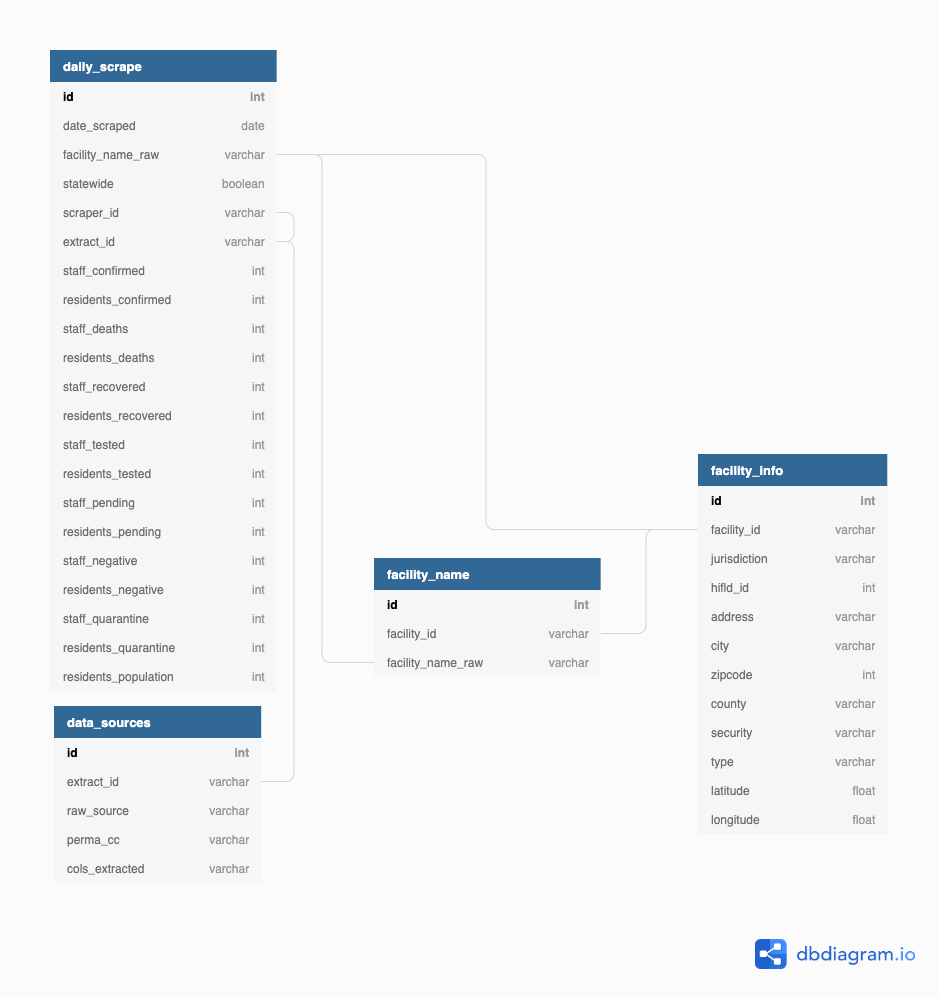 daily_scrape
id int
date_scraped date
facility_name_raw varchar
statewide boolean
scraper_id varchar
extract_id varchar
staff_confirmed int
residents_confirmed int
staff_deaths int
residents_deaths int
staff_recovered int
residents_recovered int
staff_tested int
residents_tested int
staff_pending int
residents_pending int
staff_negative int
residents_negative int
staff_quarantine int
residents_quarantine int
residents_population int
data_sources
id int
extract_id varchar
raw_source varchar
perma_cc varchar
cols_extracted varchar
facility_name
id int
facility_id varchar
facility_name_raw varchar
facility_info
id int
facility_id varchar
jurisdiction varchar
hifld_id int
address varchar
city varchar
zipcode int
county varchar
security varchar
type varchar
latitude float
longitude float
dbdiagram.io